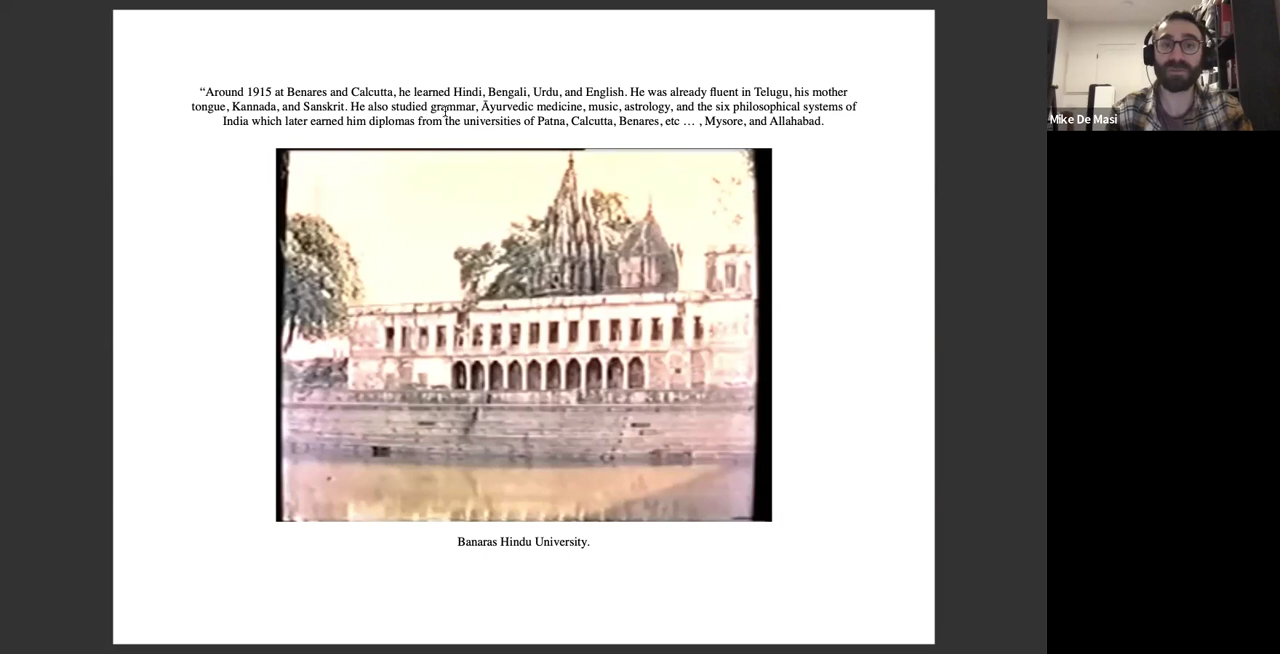 “Around 1915 at Benares and Calcutta, he learned Hindi, Bengali, Urdu, and English. He was already fluent in Telugu, his mother
tongue, Kannada, and Sanskrit. He also studied grammar, Āyurvedic medicine, music, astrology, and the six philosophical systems of
India which later earned him diplomas from the universities of Patna, Calcutta, Benares, etc … , Mysore, and Allahabad.
Banaras Hindu University.
Mike De Masi